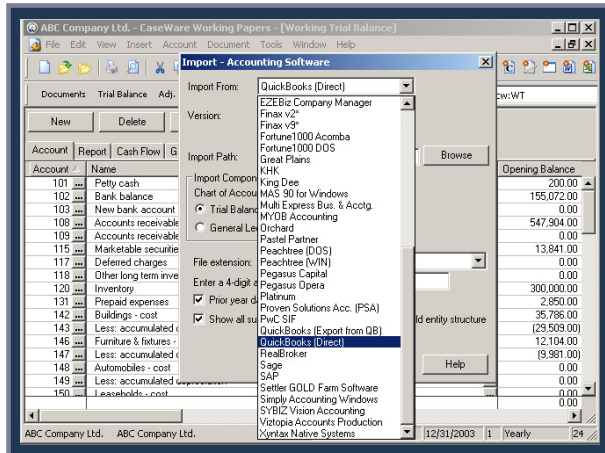 ABC Company Ltd. - CaseWare Working Papers - [Working Trial Balance]
File Edit View Insert Account Document Tools Window Help
Import - Accounting Software
Documents Trial Balance Adj.
cw:WT
Import From: QuickBooks (Direct)
EZEBiz Company Manager
Finax v2*
Version:
Finax v9*
Fortune1000 Acomba
Fortune1000 DOS
New Delete
Import Path:
Great Plains
Browse
KHK
Account Report Cash Flow G
Import Compon
King Dee
MAS 90 for Windows
Chart of Accou
Multi Express Bus. & Acctg.
Trial Balanc
MYOB Accounting
General Le
Orchard
Pastel Partner
Peachtree (DOS)
File extension:
Peachtree (WIN)
Pegasus Capital
Enter a 4-digit a
Pegasus Opera
Platinum
Prior year d
Proven Solutions Acc. (PSA)
PwC SIF
Show all su
ld entity structure
QuickBooks (Export from QB)
QuickBooks (Direct)
RealBroker
Sage
Help
SAP
Settler GOLD Farm Software
Simply Accounting Windows
SYBIZ Vision Accounting
Viztopia Accounts Production
Xyntax Native Systems
Account Name Opening Balance
101 ... Petty cash 200.00
102 ... Bank balance 155,072.00
103 ... New bank account 0.00
108 ... Accounts receivable 547,904.00
109 ... Accounts receivable 0.00
115 ... Marketable securitie 13,841.00
117 ... Deferred charges 0.00
118 ... Other long term inve 0.00
120 ... Inventory 300,000.00
131 ... Prepaid expenses 2,850.00
142 ... Buildings - cost 35,786.00
143 ... Less: accumulated d (29,509.00)
146 ... Furniture & fixtures - 12,104.00
147 ... Less: accumulated d (9,981.00)
148 ... Automobiles - cost 0.00
149 ... Less: accumulated depreciation 0.00
150 ... Leaseholds - cost 0.00
0.00
ABC Company Ltd. ABC Company Ltd. 12/31/2003 1 Yearly 24